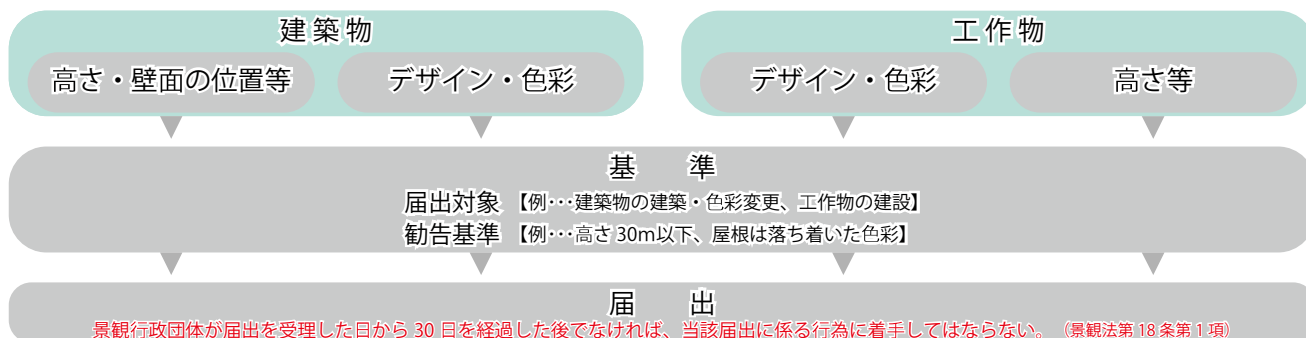 建築物
工作物
高さ・壁面の位置等
デザイン・色彩
デザイン・色彩
高さ等
基　準
届出対象 【例･･･建築物の建築・色彩変更、工作物の建設】
勧告基準 【例･･･高さ 30m以下、屋根は落ち着いた色彩】
届　出
景観行政団体が届出を受理した日から 30 日を経過した後でなければ、当該届出に係る行為に着手してはならない。（景観法第 18 条第 1 項）